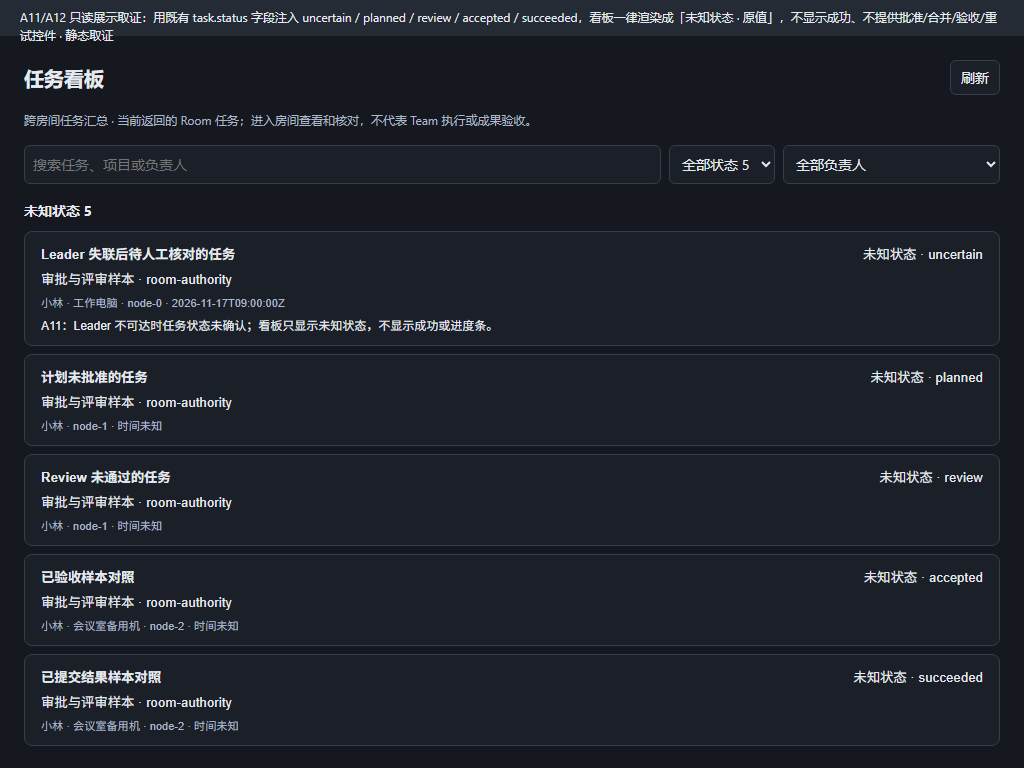 A11/A12 只读展示取证：用既有 task.status 字段注入 uncertain / planned / review / accepted / succeeded，看板一律渲染成「未知状态 · 原值」，不显示成功、不提供批准/合并/验收/重
试控件 · 静态取证
任务看板
刷新
跨房间任务汇总 · 当前返回的 Room 任务；进入房间查看和核对，不代表 Team 执行或成果验收。
搜索任务、项目或负责人
全部状态 5
全部负责人
未知状态 5
Leader 失联后待人工核对的任务
未知状态 · uncertain
审批与评审样本 · room-authority
小林 · 工作电脑 · node-0 · 2026-11-17T09:00:00Z
A11：Leader 不可达时任务状态未确认；看板只显示未知状态，不显示成功或进度条。
计划未批准的任务
未知状态 · planned
审批与评审样本 · room-authority
小林 · node-1 · 时间未知
Review 未通过的任务
未知状态 · review
审批与评审样本 · room-authority
小林 · node-1 · 时间未知
已验收样本对照
未知状态 · accepted
审批与评审样本 · room-authority
小林 · 会议室备用机 · node-2 · 时间未知
已提交结果样本对照
未知状态 · succeeded
审批与评审样本 · room-authority
小林 · 会议室备用机 · node-2 · 时间未知